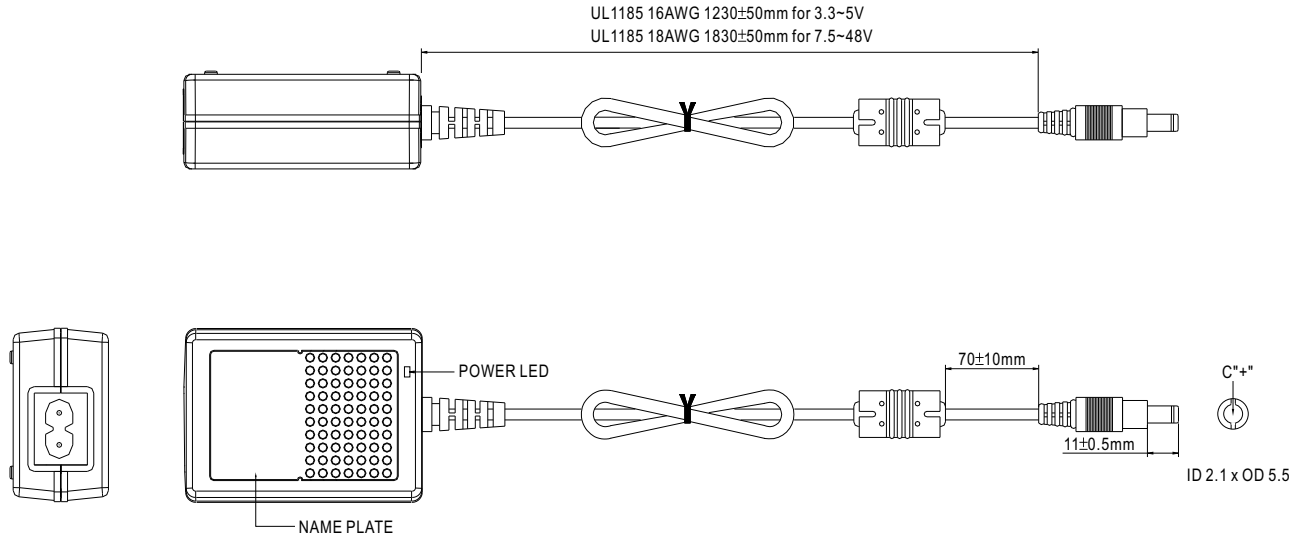 UL1185 16AWG 1230±50mm for 3.3~5V
UL1185 18AWG 1830±50mm for 7.5~48V
POWER LED
70±10mm
C"+"
11±0.5mm
ID 2.1 x OD 5.5
NAME PLATE